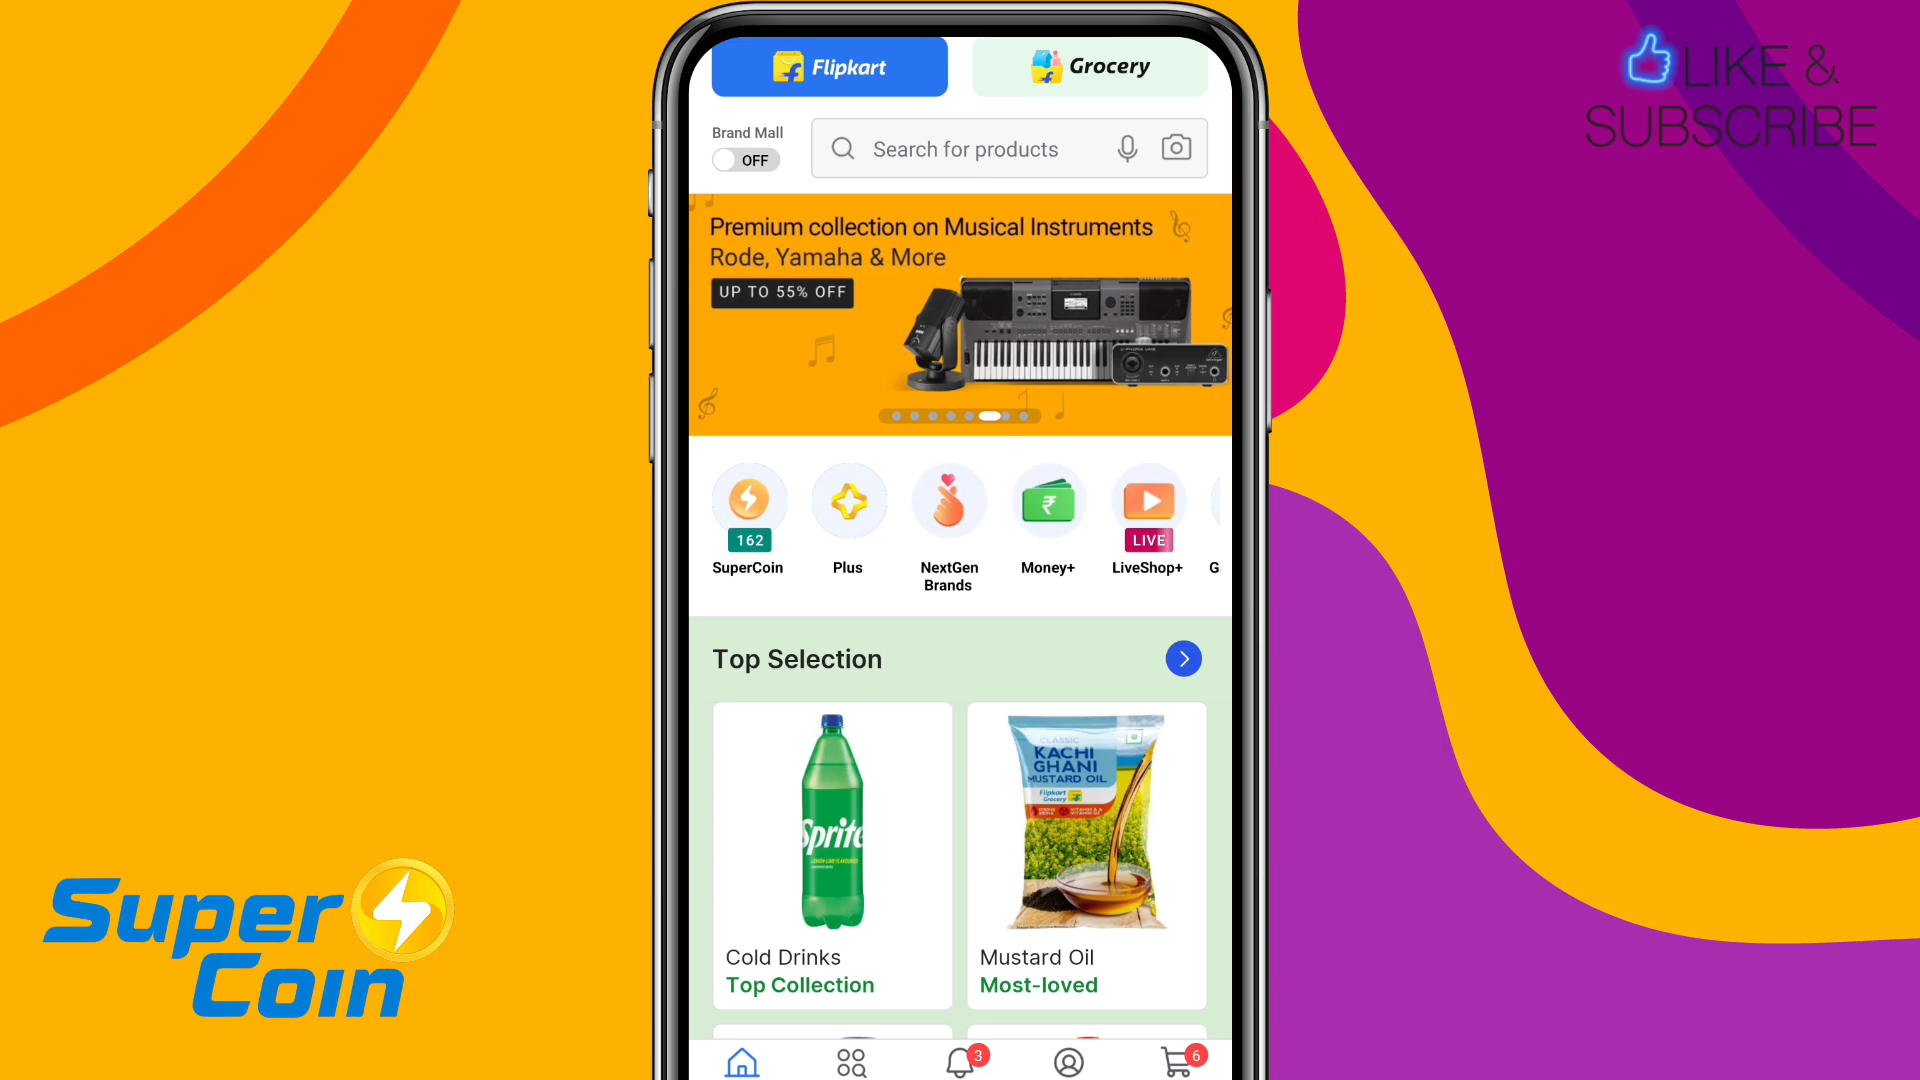 Flipkart
Grocery
LIKE &
SUBSCRIBE
Brand Mall
OFF
Search for products
Premium collection on Musical Instruments
Rode, Yamaha & More
UP TO 55% OFF
162
LIVE
SuperCoin
Plus
NextGen
Brands
Money+
LiveShop+
G
Top Selection
CLASSIC
KACHI
GHANI
MUSTARD OIL
Flipkart
Grocery
Sprite
Super
Coin
Cold Drinks
Top Collection
Mustard Oil
Most-loved
3
6